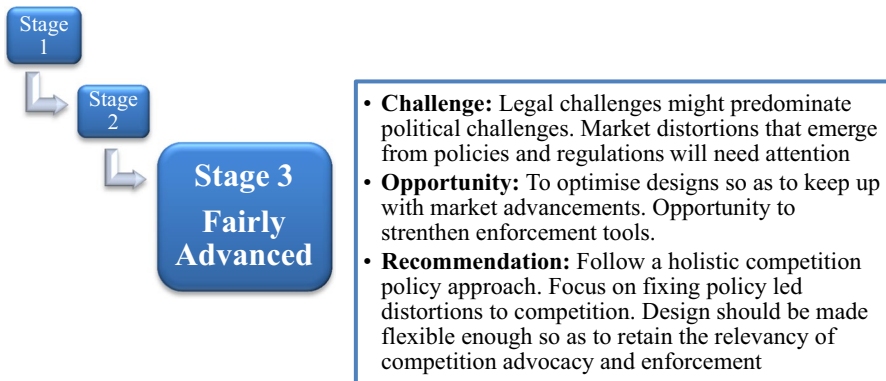 Stage
1
Stage
2
Stage 3
Fairly
Advanced
• Challenge: Legal challenges might predominate
political challenges. Market distortions that emerge
from policies and regulations will need attention
• Opportunity: To optimise designs so as to keep up
with market advancements. Opportunity to
strenthen enforcement tools.
• Recommendation: Follow a holistic competition
policy approach. Focus on fixing policy led
distortions to competition. Design should be made
flexible enough so as to retain the relevancy of
competition advocacy and enforcement